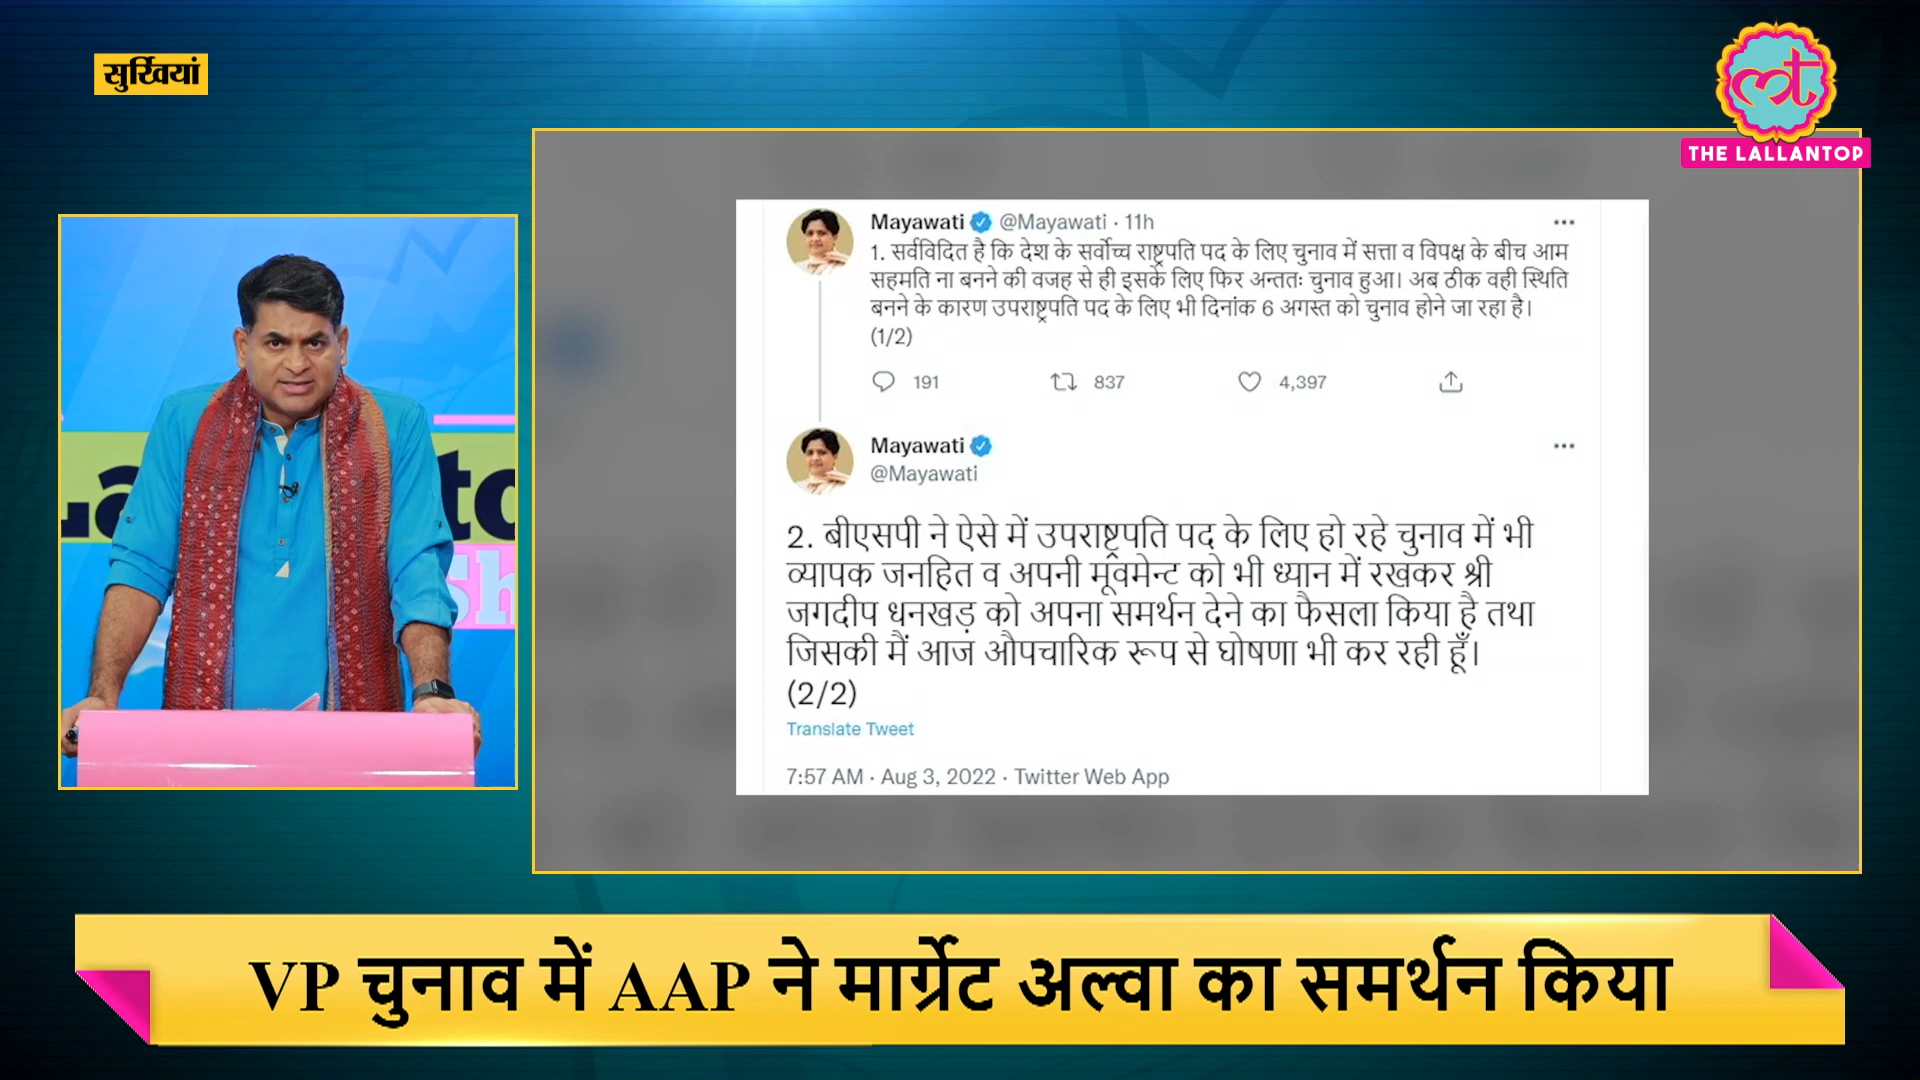 सुर्खियां
THE LALLANTOP
Mayawati @Mayawati · 11h
1. सर्वविदित है कि देश के सर्वोच्च राष्ट्रपति पद के लिए चुनाव में सत्ता व विपक्ष के बीच आम
सहमति ना बनने की वजह से ही इसके लिए फिर अन्ततः चुनाव हुआ। अब ठीक वही स्थिति
बनने के कारण उपराष्ट्रपति पद के लिए भी दिनांक 6 अगस्त को चुनाव होने जा रहा है।
(1/2)
191 837 4,397
Mayawati
@Mayawati
2. बीएसपी ने ऐसे में उपराष्ट्रपति पद के लिए हो रहे चुनाव में भी
व्यापक जनहित व अपनी मूवमेन्ट को भी ध्यान में रखकर श्री
जगदीप धनखड़ को अपना समर्थन देने का फैसला किया है तथा
जिसकी मैं आज औपचारिक रूप से घोषणा भी कर रही हूँ।
(2/2)
Translate Tweet
7:57 AM · Aug 3, 2022 · Twitter Web App
VP चुनाव में AAP ने मार्ग्रेट अल्वा का समर्थन किया